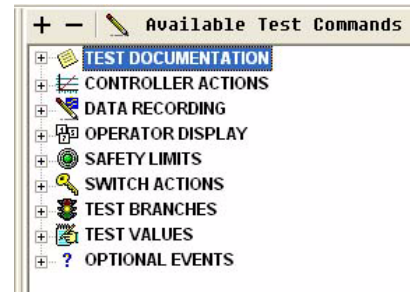 Available Test Commands
TEST DOCUMENTATION
CONTROLLER ACTIONS
DATA RECORDING
OPERATOR DISPLAY
SAFETY LIMITS
SWITCH ACTIONS
TEST BRANCHES
TEST VALUES
? OPTIONAL EVENTS